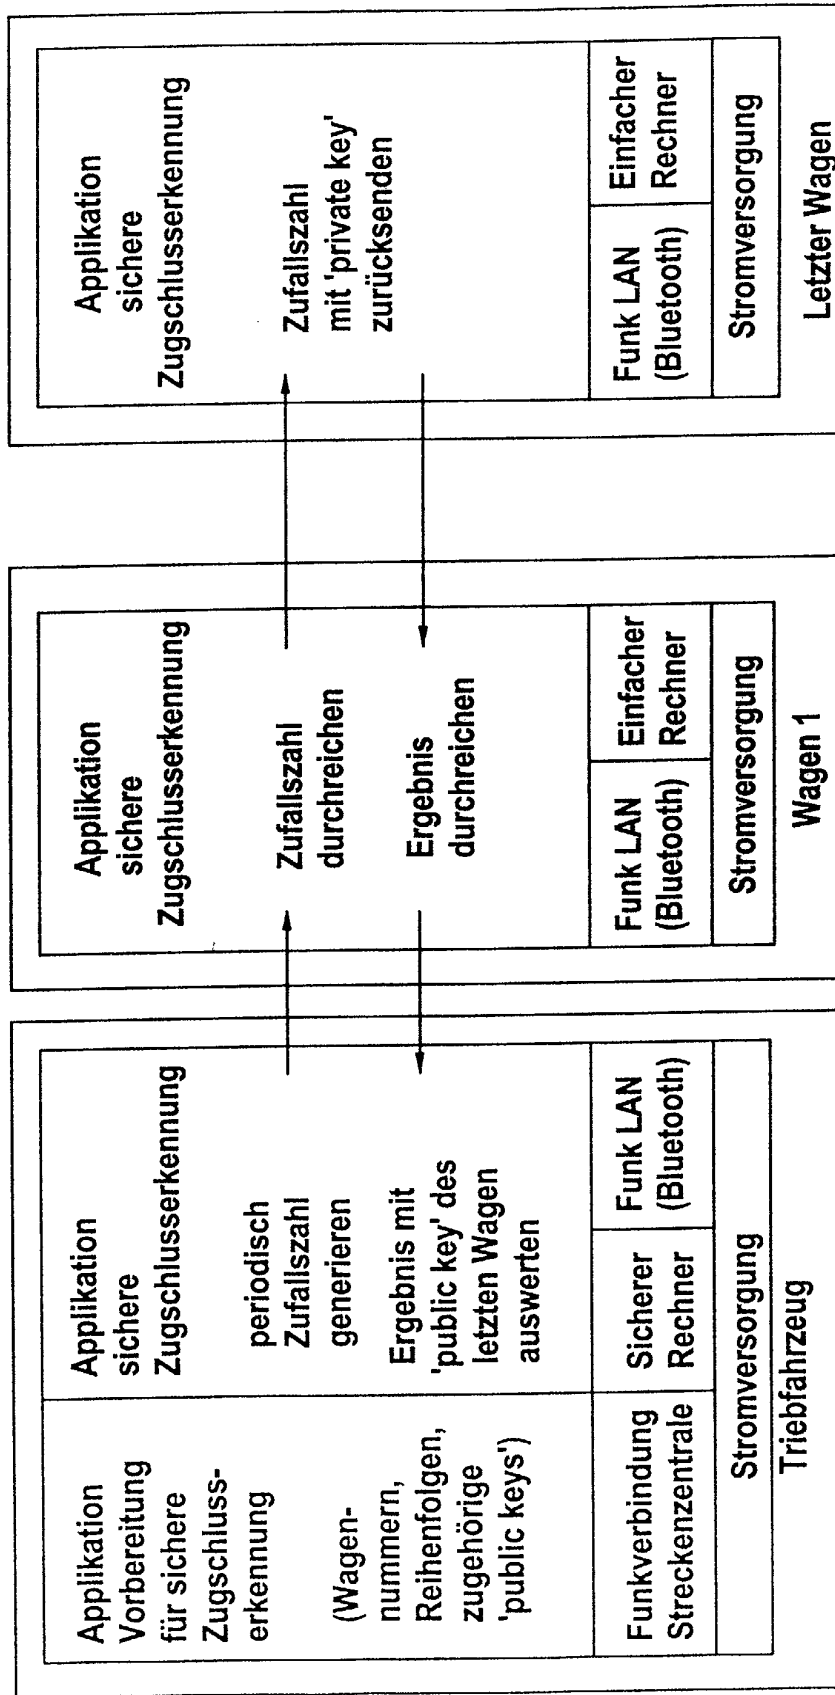 Applikation
Vorbereitung
für sichere
Zugschluss-
erkennung
(Wagen-
nummern,
Reihenfolgen,
zugehörige
'public keys')
Applikation
sichere
Zugschlusserkennung
periodisch
Zufallszahl
generieren
Ergebnis mit
'public key' des
letzten Wagen
auswerten
Funkverbindung
Streckenzentrale
Sicherer
Rechner
Funk LAN
(Bluetooth)
Stromversorgung
Triebfahrzeug
Applikation
sichere
Zugschlusserkennung
Zufallszahl
durchreichen
Ergebnis
durchreichen
Funk LAN
(Bluetooth)
Einfacher
Rechner
Stromversorgung
Wagen 1
Applikation
sichere
Zugschlusserkennung
Zufallszahl
mit 'private key'
zurücksenden
Funk LAN
(Bluetooth)
Einfacher
Rechner
Stromversorgung
Letzter Wagen